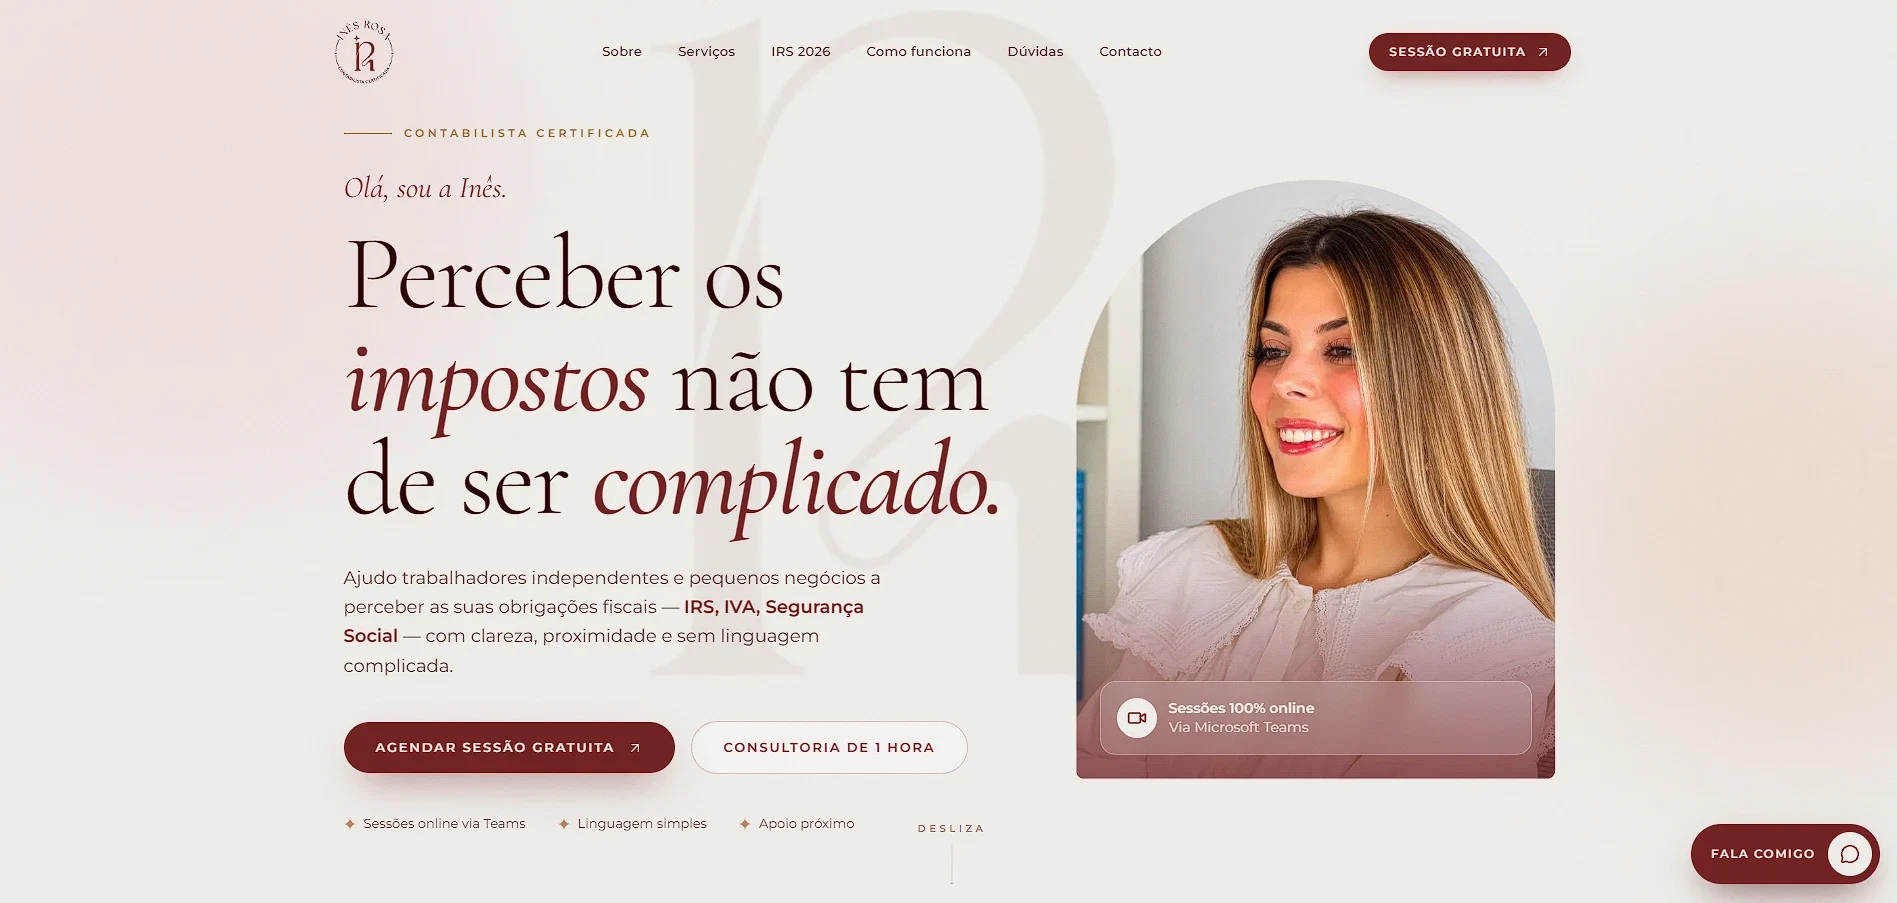 INÊS ROSA
CONTABILISTA CERTIFICADA
Sobre
Serviços
IRS 2026
Como funciona
Dúvidas
Contacto
SESSÃO GRATUITA
CONTABILISTA CERTIFICADA
Olá, sou a Inês.
Perceber os
impostos não tem
de ser complicado.
Ajudo trabalhadores independentes e pequenos negócios a
perceber as suas obrigações fiscais — IRS, IVA, Segurança
Social — com clareza, proximidade e sem linguagem
complicada.
AGENDAR SESSÃO GRATUITA
CONSULTORIA DE 1 HORA
Sessões online via Teams
Linguagem simples
Apoio próximo
DESLIZA
Sessões 100% online
Via Microsoft Teams
FALA COMIGO